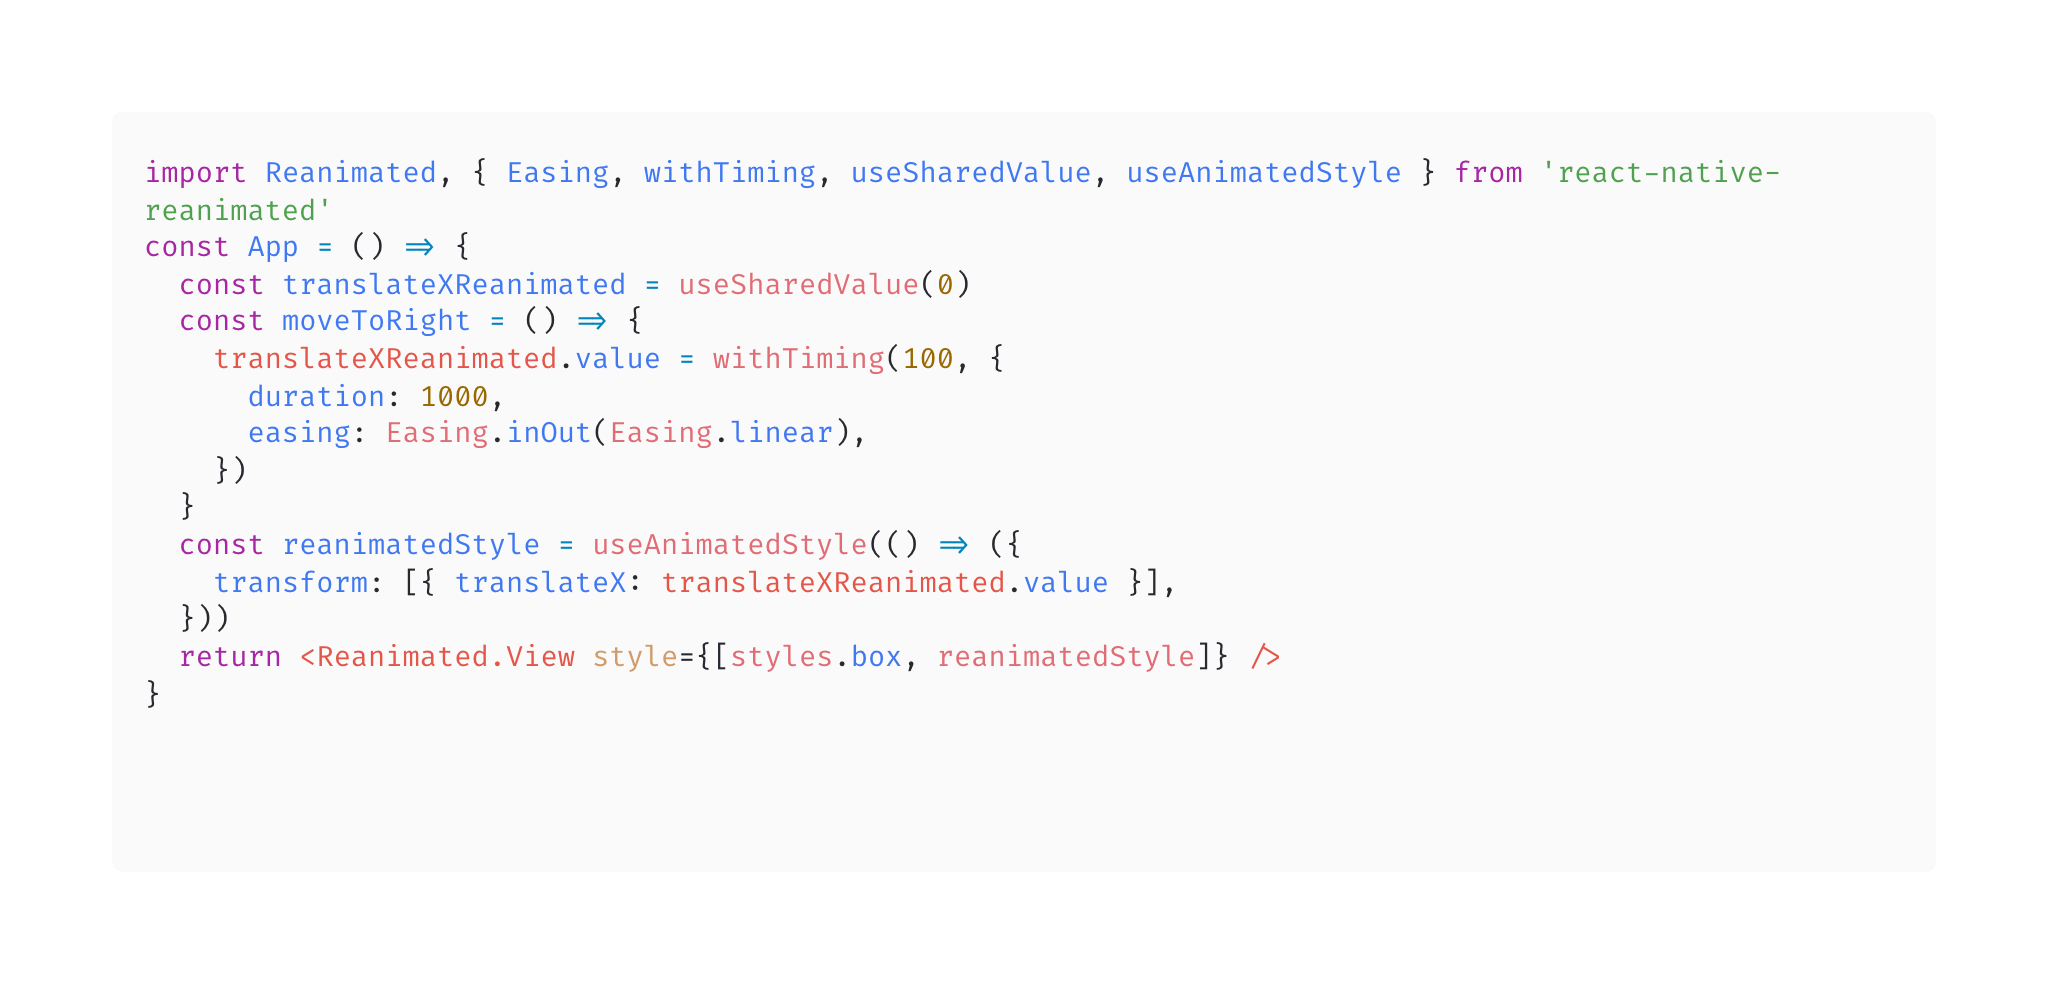 import Reanimated, { Easing, withTiming, useSharedValue, useAnimatedStyle } from 'react-native-
reanimated'
const App = () => {
  const translateXReanimated = useSharedValue(0)
  const moveToRight = () => {
    translateXReanimated.value = withTiming(100, {
      duration: 1000,
      easing: Easing.inOut(Easing.linear),
    })
  }
  const reanimatedStyle = useAnimatedStyle(() => ({
    transform: [{ translateX: translateXReanimated.value }],
  }))
  return <Reanimated.View style={[styles.box, reanimatedStyle]} />
}